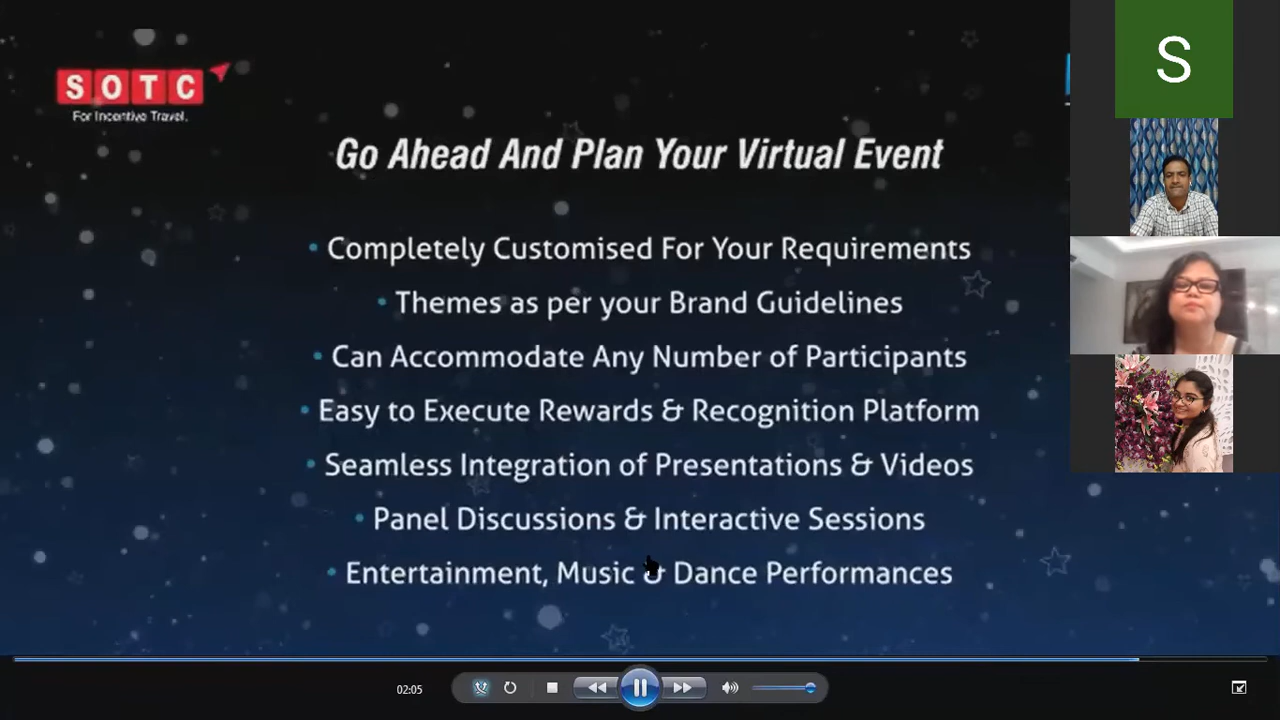 SOTC
For Incentive Travel.
S
Go Ahead And Plan Your Virtual Event
• Completely Customised For Your Requirements
• Themes as per your Brand Guidelines
• Can Accommodate Any Number of Participants
• Easy to Execute Rewards & Recognition Platform
• Seamless Integration of Presentations & Videos
• Panel Discussions & Interactive Sessions
• Entertainment, Music & Dance Performances
02:05